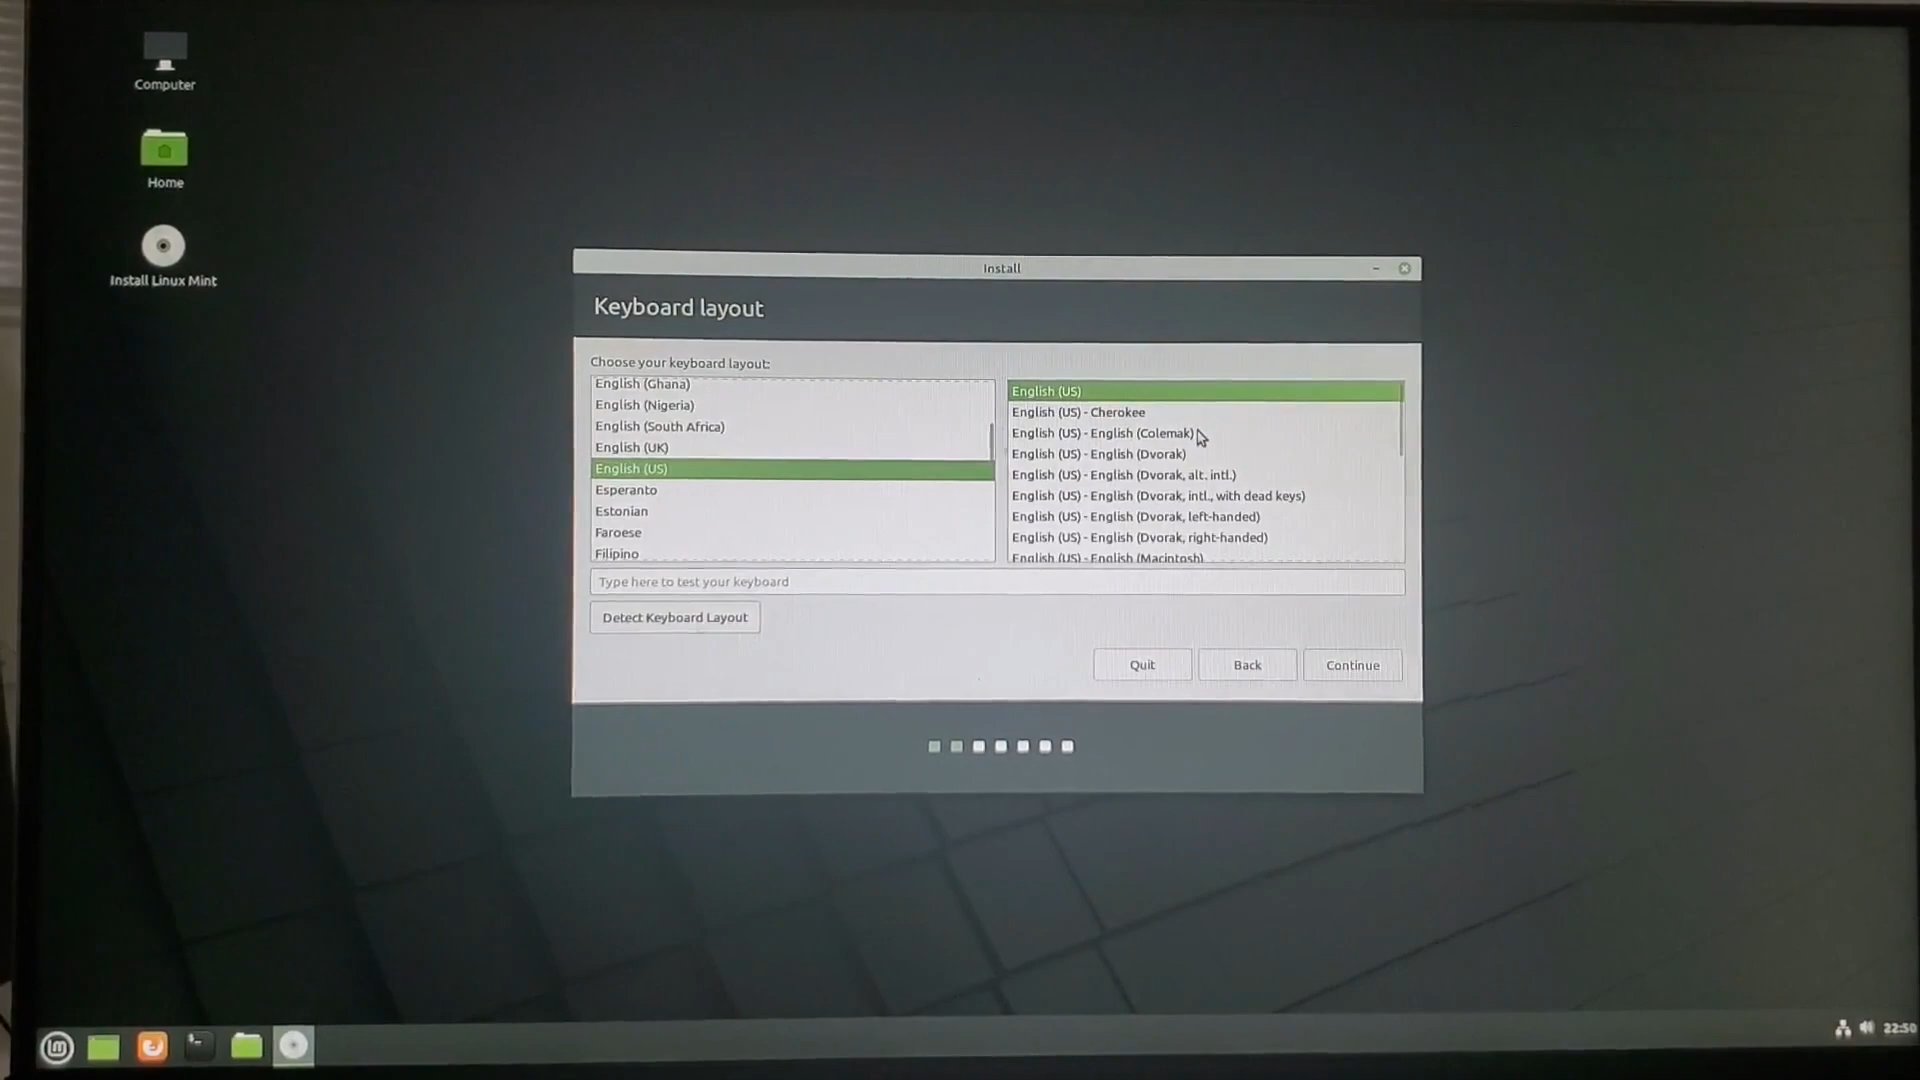 Computer
Home
Install Linux Mint
Install
Keyboard layout
Choose your keyboard layout:
English (Ghana)
English (Nigeria)
English (South Africa)
English (UK)
English (US)
Esperanto
Estonian
Faroese
Filipino
English (US)
English (US) - Cherokee
English (US) - English (Colemak)
English (US) - English (Dvorak)
English (US) - English (Dvorak, alt. intl.)
English (US) - English (Dvorak, intl., with dead keys)
English (US) - English (Dvorak, left-handed)
English (US) - English (Dvorak, right-handed)
English (US) - English (Macintosh)
Type here to test your keyboard
Detect Keyboard Layout
Quit
Back
Continue
22:50